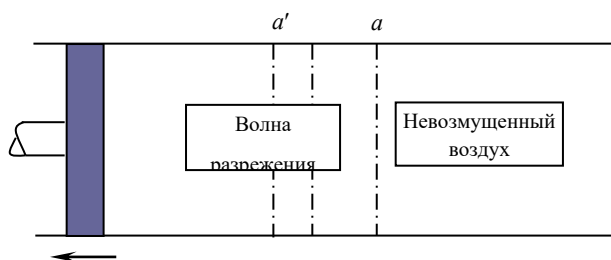 a′ a
Волна
разрежения
Невозмущенный
воздух